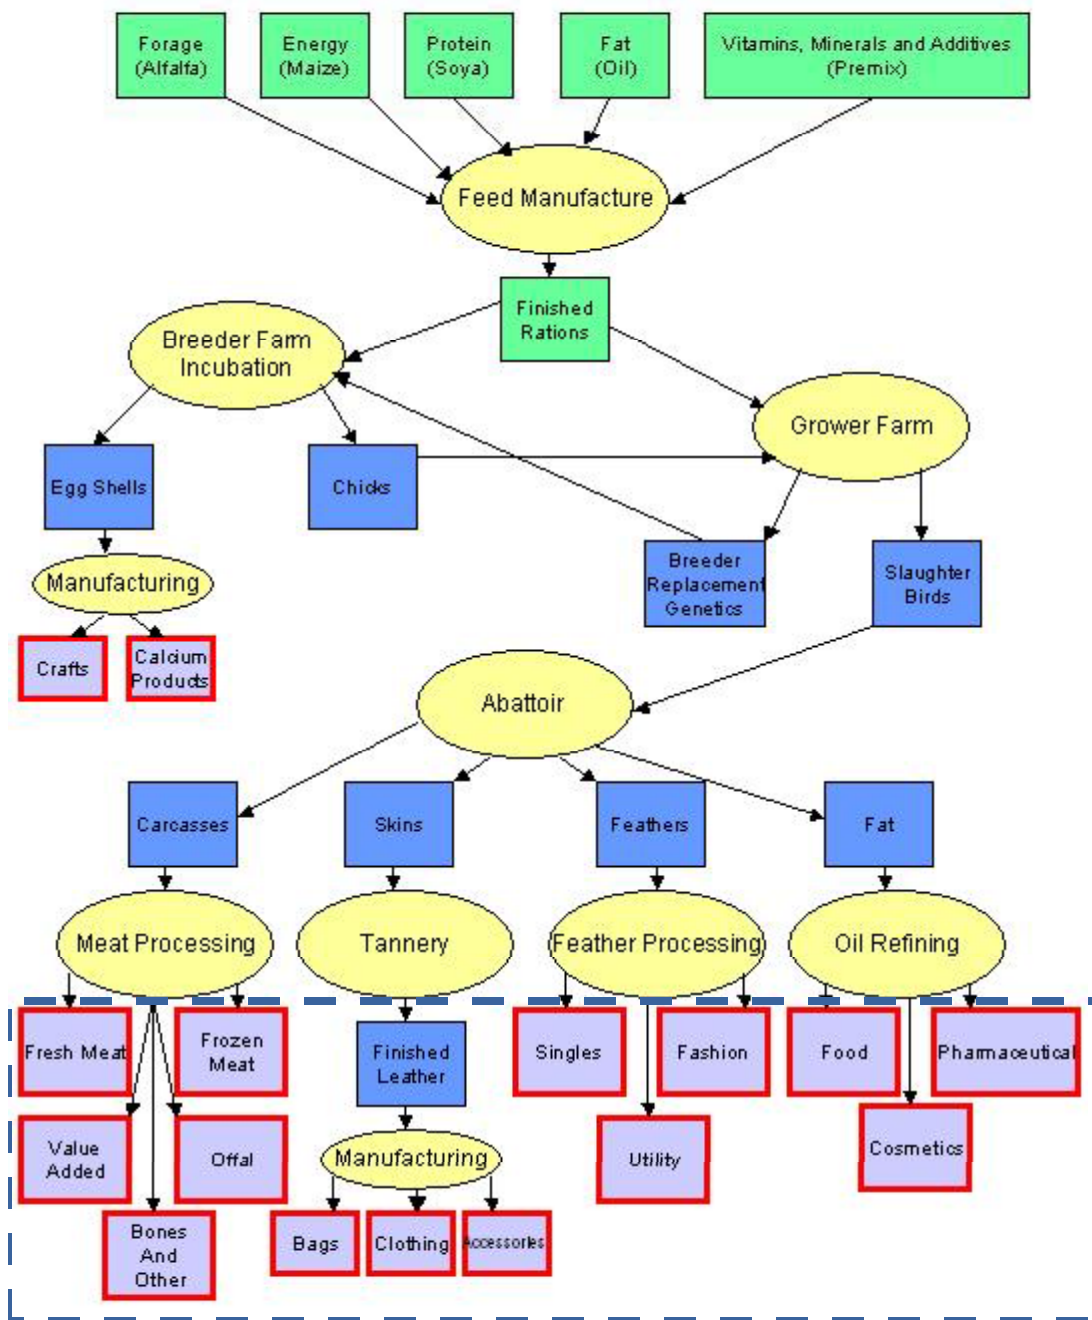 Forage
(Alfalfa)
Energy
(Maize)
Protein
(Soya)
Fat
(Oil)
Vitamins, Minerals and Additives
(Premix)
Feed Manufacture
Finished
Rations
Breeder Farm
Incubation
Grower Farm
Egg Shells
Chicks
Breeder
Replacement
Genetics
Slaughter
Birds
Manufacturing
Crafts
Calcium
Products
Abattoir
Carcasses
Skins
Feathers
Fat
Meat Processing
Tannery
Feather Processing
Oil Refining
Fresh Meat
Frozen
Meat
Finished
Leather
Singles
Fashion
Food
Pharmaceutical
Value
Added
Offal
Manufacturing
Utility
Cosmetics
Bones
And
Other
Bags
Clothing
Accessories